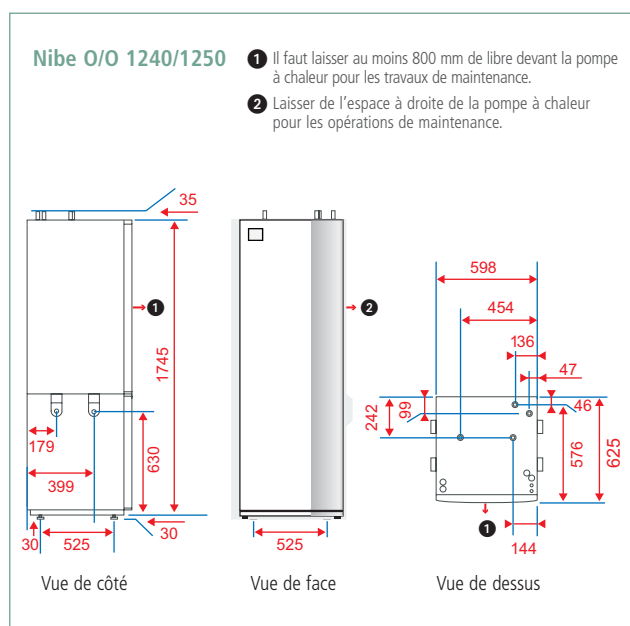 Nibe O/O 1240/1250
1 Il faut laisser au moins 800 mm de libre devant la pompe
à chaleur pour les travaux de maintenance.
2 Laisser de l'espace à droite de la pompe à chaleur
pour les opérations de maintenance.
35
1
1745
179
399
630
30
525
30
Vue de côté
2
525
Vue de face
598
454
136
47
242
99
46
576
625
1
144
Vue de dessus